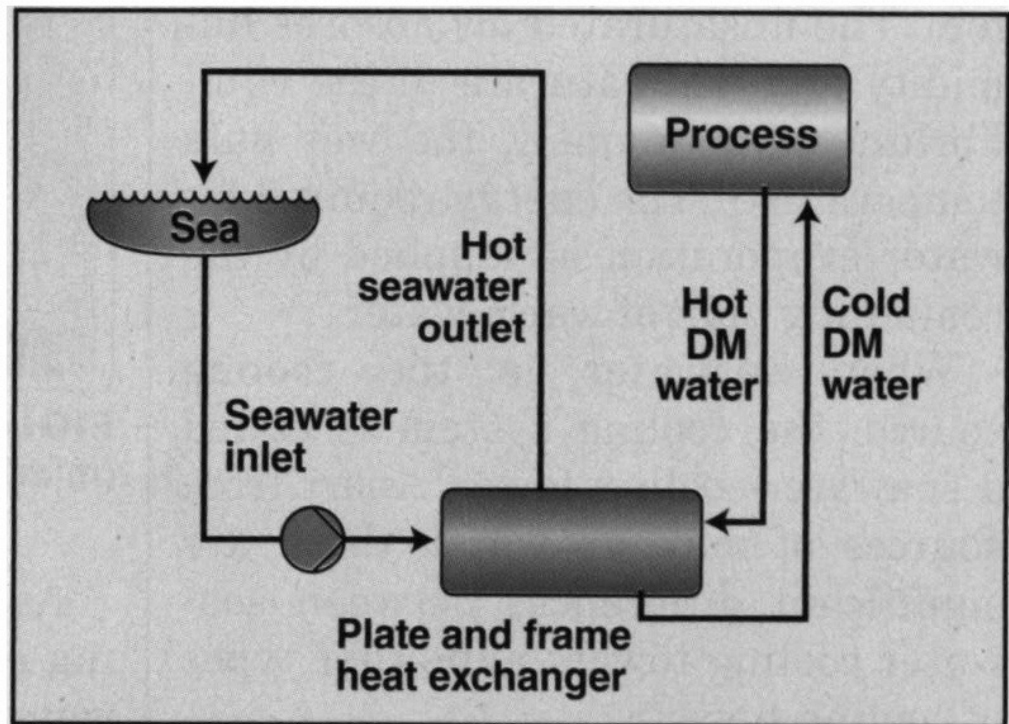 Process
Sea
Hot
seawater
outlet
Hot
DM
water
Cold
DM
water
Seawater
inlet
Plate and frame
heat exchanger